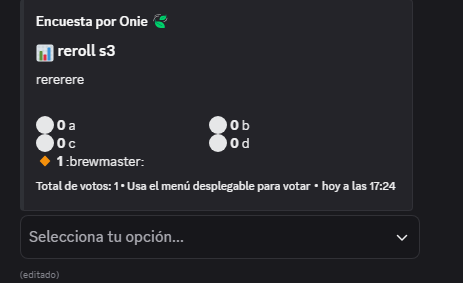 Encuesta por Onie
reroll s3
rererere
0 a 0 b
0 c 0 d
1 :brewmaster:
Total de votos: 1 • Usa el menú desplegable para votar • hoy a las 17:24
Selecciona tu opción...
(editado)